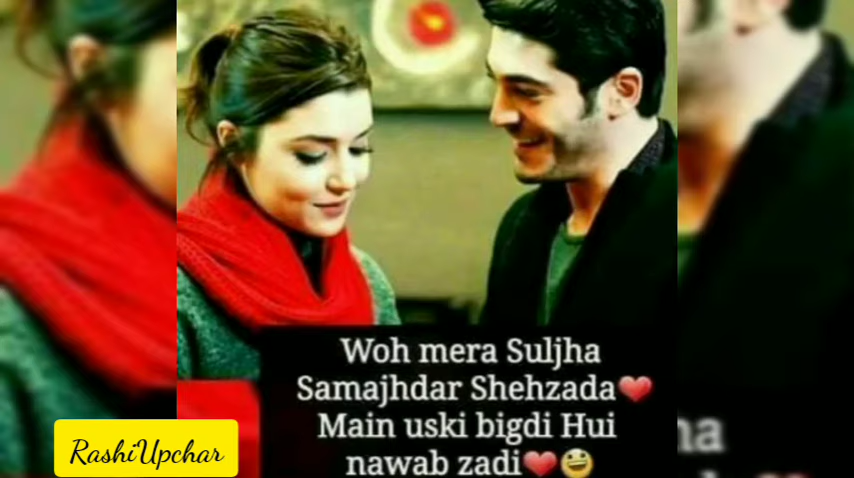 Woh mera Suljha
Samajhdar Shehzada❤
Main uski bigdi Hui
nawab zadi❤😃
RashiUpchar